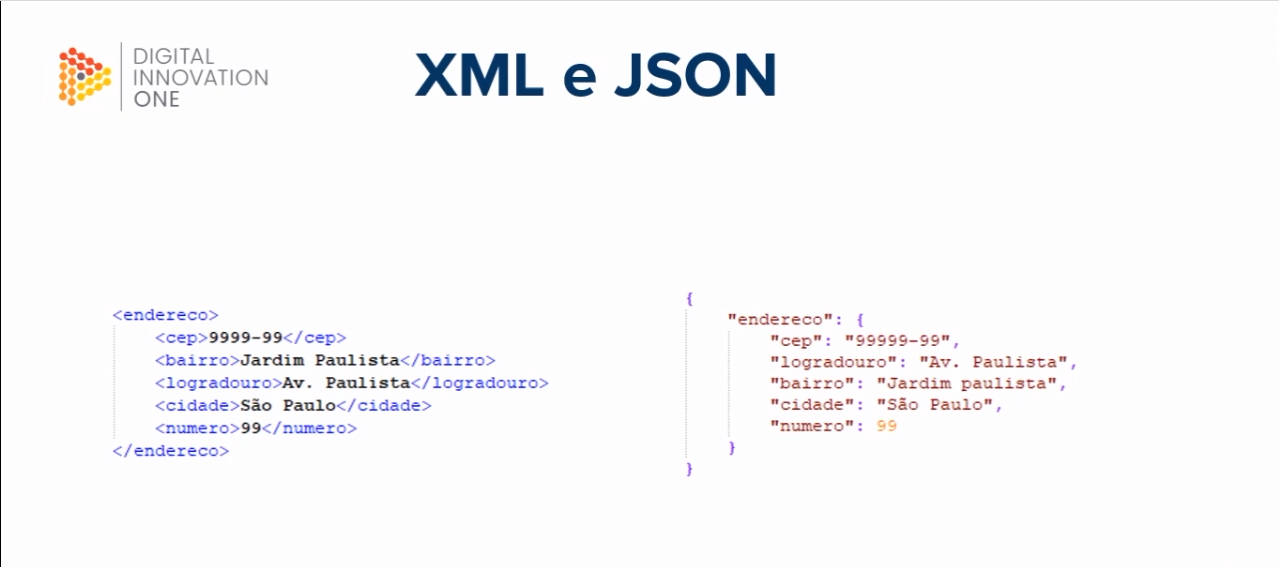 DIGITAL
INNOVATION
ONE
XML e JSON
<endereco>
<cep>9999-99</cep>
<bairro>Jardim Paulista</bairro>
<logradouro>Av. Paulista</logradouro>
<cidade>São Paulo</cidade>
<numero>99</numero>
</endereco>
{
"endereco": {
"cep": "99999-99",
"logradouro": "Av. Paulista",
"bairro": "Jardim paulista",
"cidade": "São Paulo",
"numero": 99
}
}